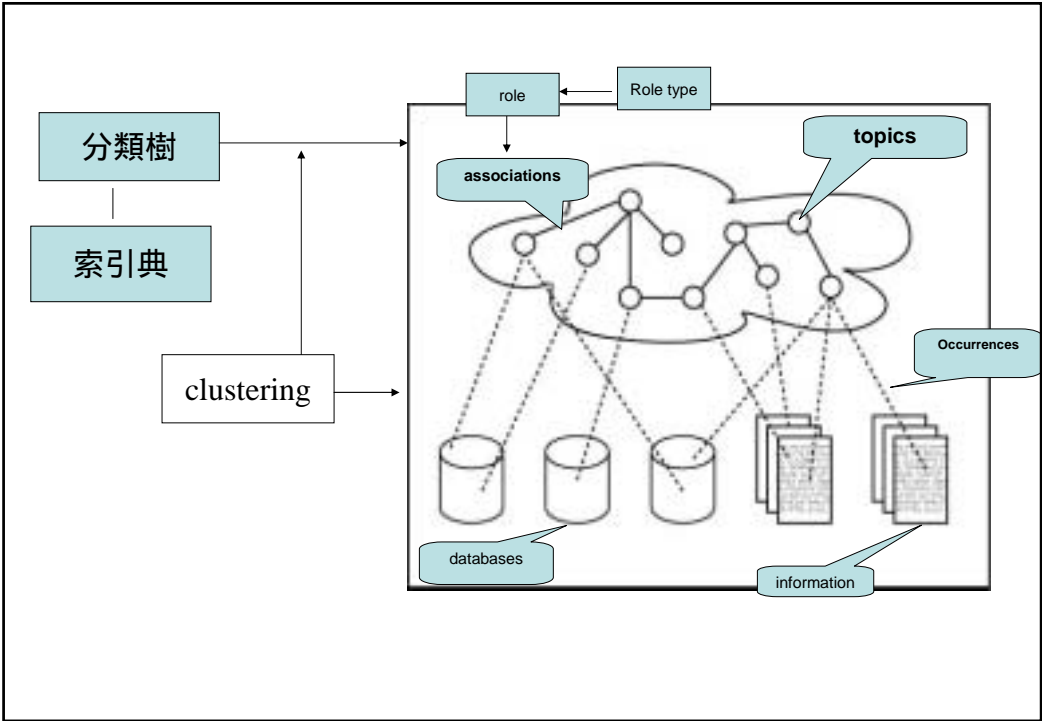 role
Role type
分類樹
topics
associations
索引典
Occurrences
clustering
databases
information